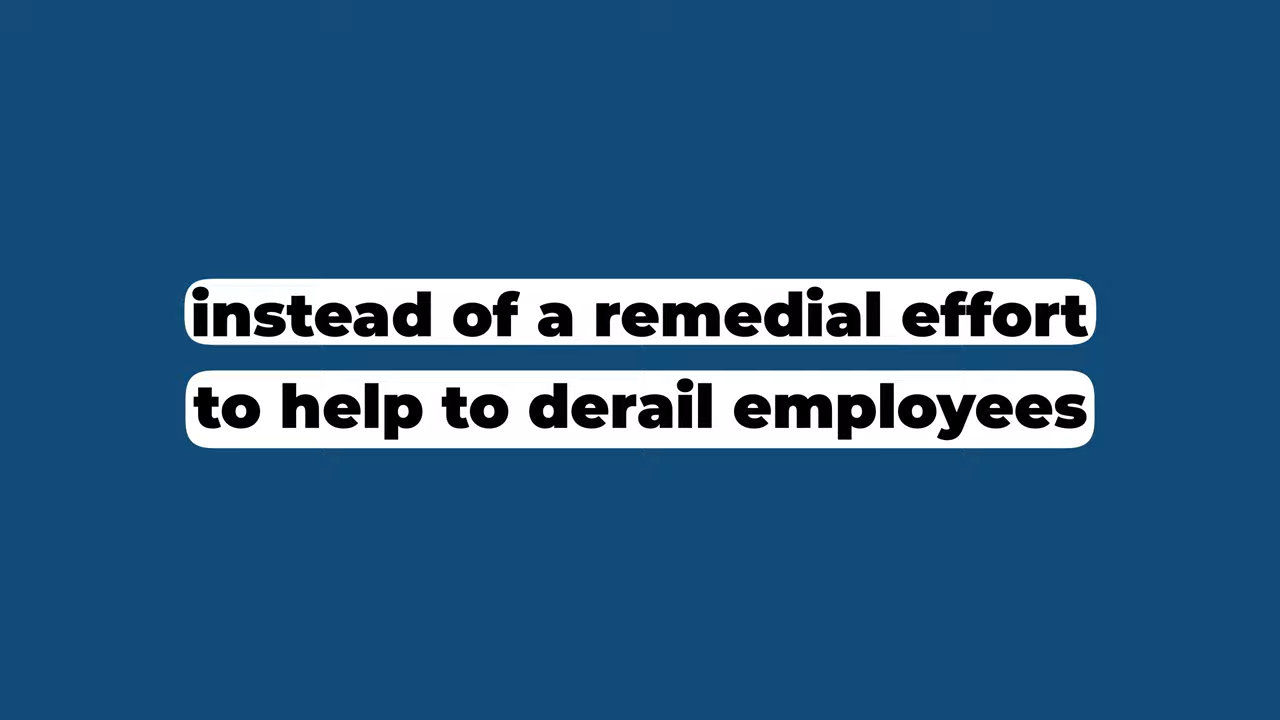 instead of a remedial effort
to help to derail employees